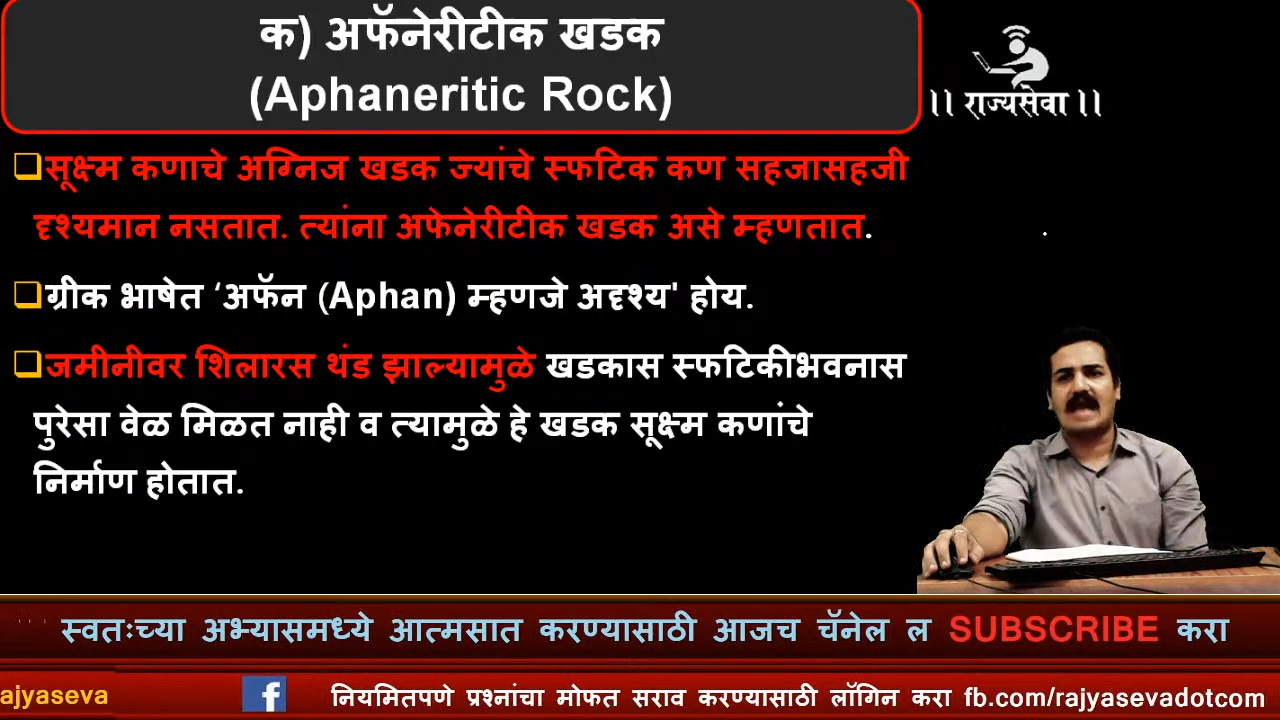 क) अफॅनेरीटीक खडक
(Aphaneritic Rock)
।। राज्यसेवा ।।
❑सूक्ष्म कणाचे अग्निज खडक ज्यांचे स्फटिक कण सहजासहजी
दृश्यमान नसतात. त्यांना अफेनेरीटीक खडक असे म्हणतात.
❑ग्रीक भाषेत ‘अफॅन (Aphan) म्हणजे अदृश्य' होय.
❑जमीनीवर शिलारस थंड झाल्यामुळे खडकास स्फटिकीभवनास
पुरेसा वेळ मिळत नाही व त्यामुळे हे खडक सूक्ष्म कणांचे
निर्माण होतात.
स्वतःच्या अभ्यासमध्ये आत्मसात करण्यासाठी आजच चॅनेल ल SUBSCRIBE करा
ajyaseva f नियमितपणे प्रश्नांचा मोफत सराव करण्यासाठी लॉगिन करा fb.com/rajyasevadotcom